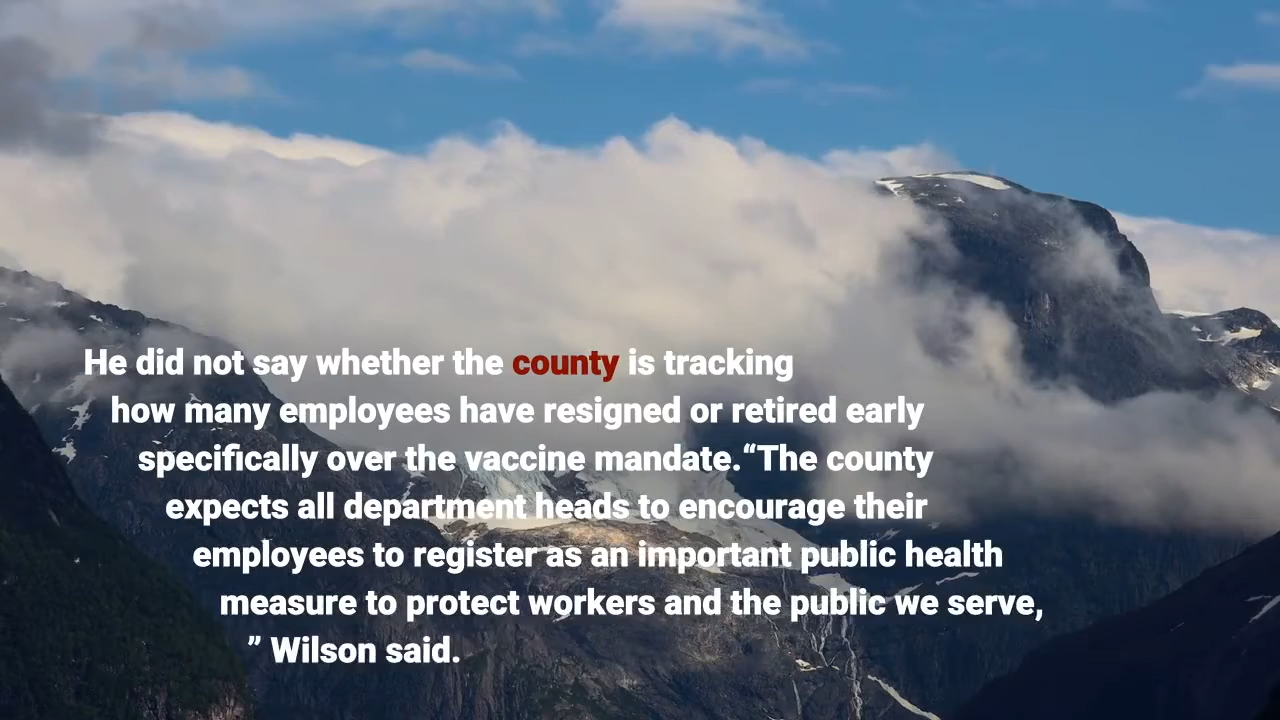 He did not say whether the county is tracking
how many employees have resigned or retired early
specifically over the vaccine mandate.“The county
expects all department heads to encourage their
employees to register as an important public health
measure to protect workers and the public we serve,
” Wilson said.